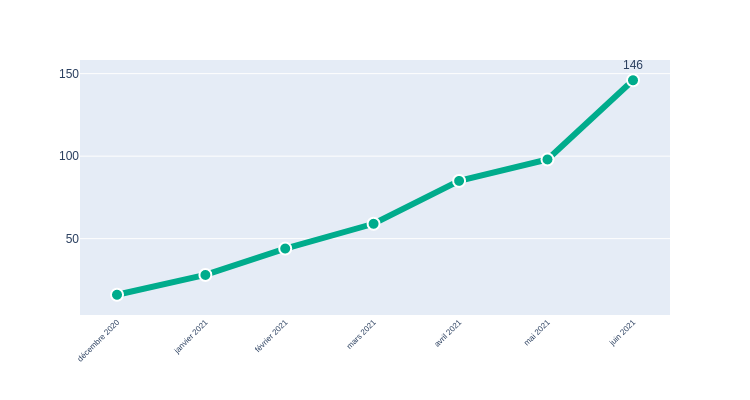 146
150
100
50
décembre 2020
janvier 2021
février 2021
mars 2021
avril 2021
mai 2021
juin 2021